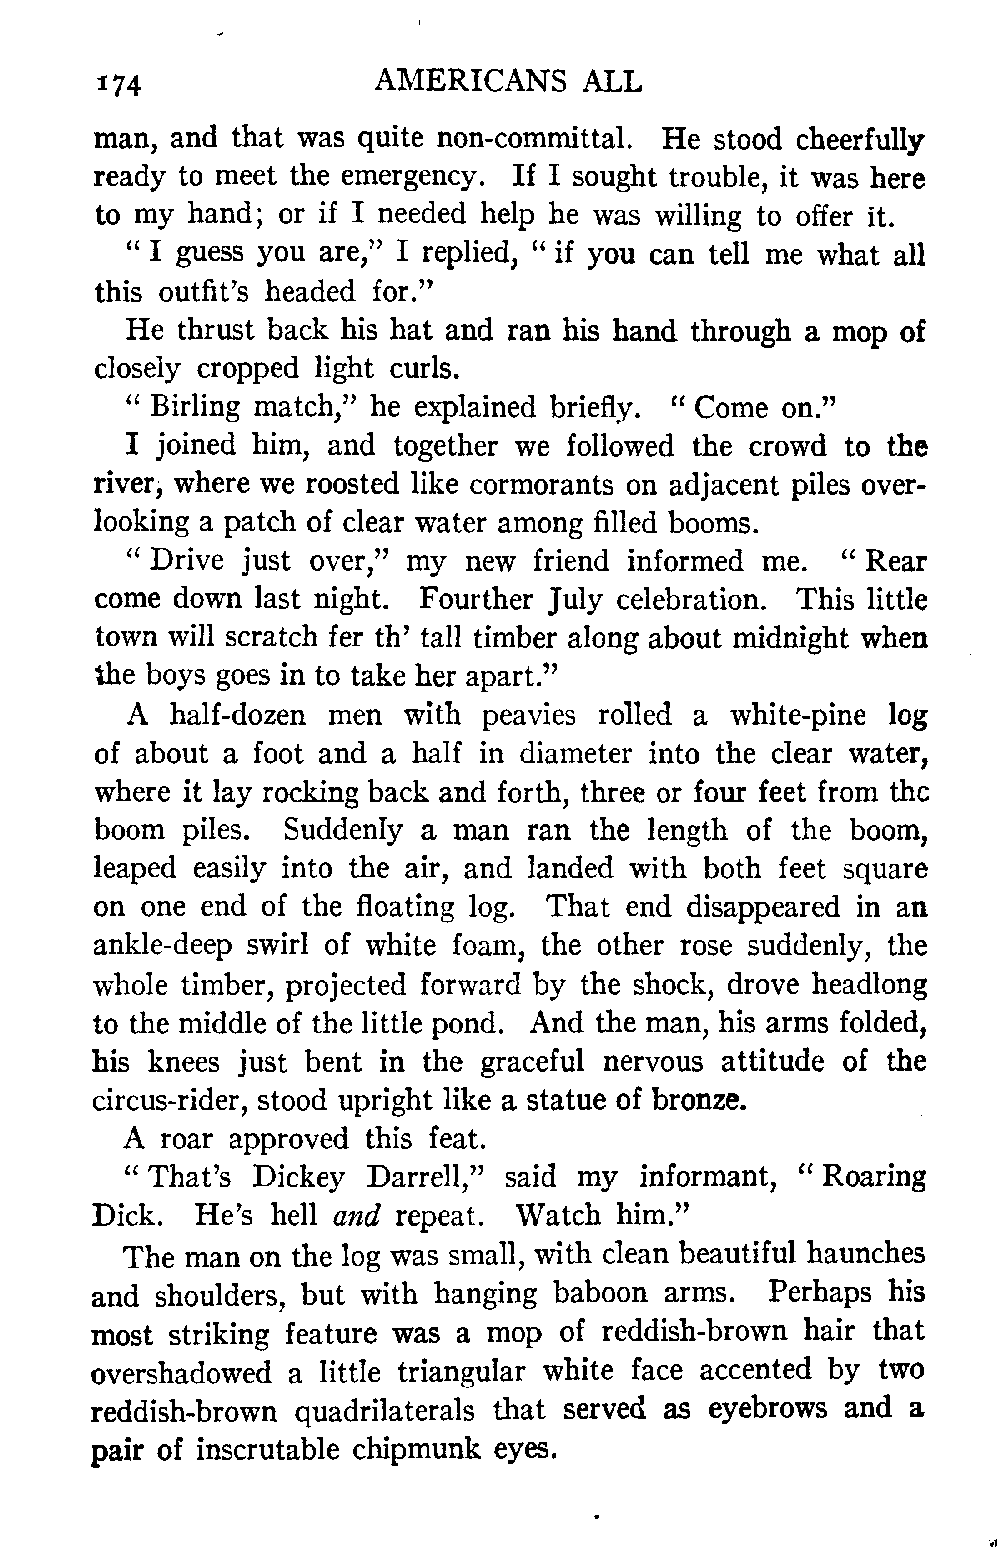 174 AMERICANS ALL
man, and that was quite non-committal. He stood cheerfully
ready to meet the emergency. If I sought trouble, it was here
to my hand; or if I needed help he was willing to offer it.
“ I guess you are,” I replied, “ if you can tell me what all
this outfit’s headed for.”
He thrust back his hat and ran his hand through a mop of
closely cropped light curls.
“ Birling match,” he explained briefly. “ Come on.”
I joined him, and together we followed the crowd to the
river, where we roosted like cormorants on adjacent piles over-
looking a patch of clear water among filled booms.
“ Drive just over,” my new friend informed me. “ Rear
come down last night. Fourther July celebration. This little
town will scratch fer th’ tall timber along about midnight when
the boys goes in to take her apart.”
A half-dozen men with peavies rolled a white-pine log
of about a foot and a half in diameter into the clear water,
where it lay rocking back and forth, three or four feet from the
boom piles. Suddenly a man ran the length of the boom,
leaped easily into the air, and landed with both feet square
on one end of the floating log. That end disappeared in an
ankle-deep swirl of white foam, the other rose suddenly, the
whole timber, projected forward by the shock, drove headlong
to the middle of the little pond. And the man, his arms folded,
his knees just bent in the graceful nervous attitude of the
circus-rider, stood upright like a statue of bronze.
A roar approved this feat.
“ That’s Dickey Darrell,” said my informant, “ Roaring
Dick. He’s hell and repeat. Watch him.”
The man on the log was small, with clean beautiful haunches
and shoulders, but with hanging baboon arms. Perhaps his
most striking feature was a mop of reddish-brown hair that
overshadowed a little triangular white face accented by two
reddish-brown quadrilaterals that served as eyebrows and a
pair of inscrutable chipmunk eyes.